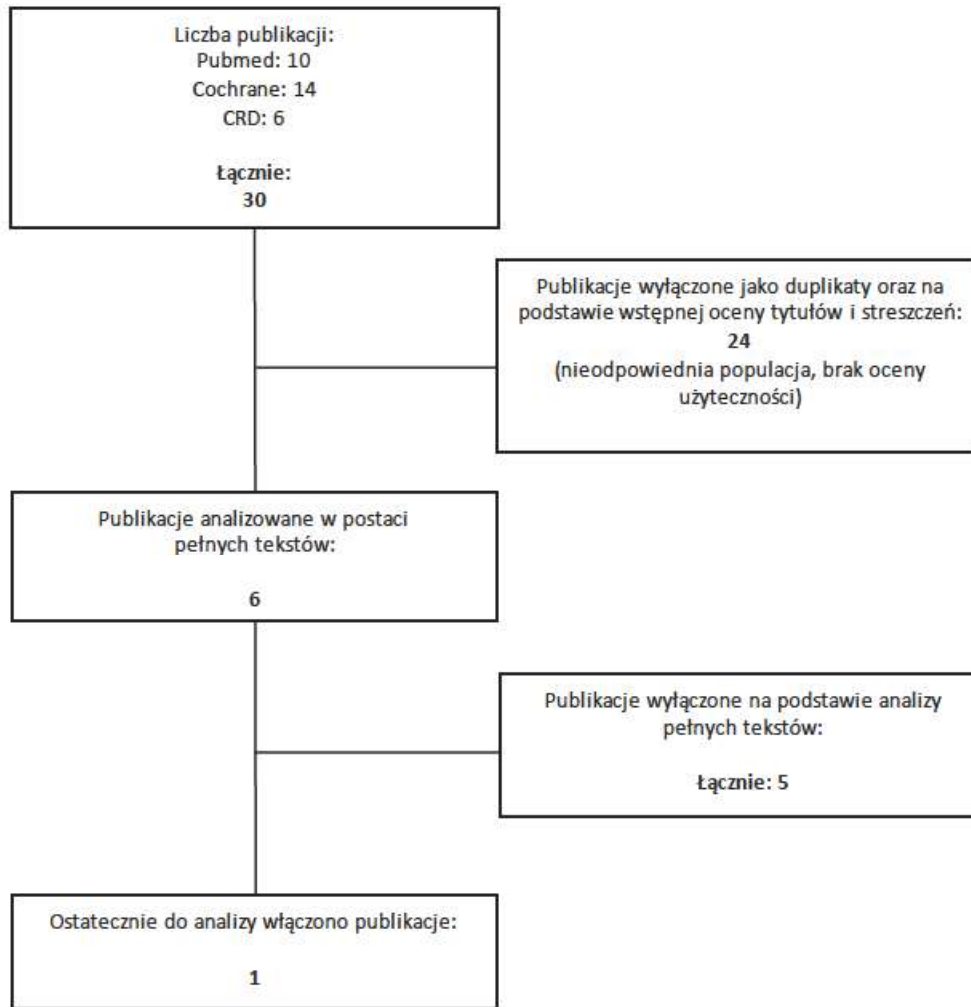 Liczba publikacji:
Pubmed: 10
Cochrane: 14
CRD: 6
Łącznie:
30
Publikacje wyłączone jako duplikaty oraz na
podstawie wstępnej oceny tytułów i streszczeń:
24
(nieodpowiednia populacja, brak oceny
użyteczności)
Publikacje analizowane w postaci
pełnych tekstów:
6
Publikacje wyłączone na podstawie analizy
pełnych tekstów:
Łącznie: 5
Ostatecznie do analizy włączono publikacje:
1